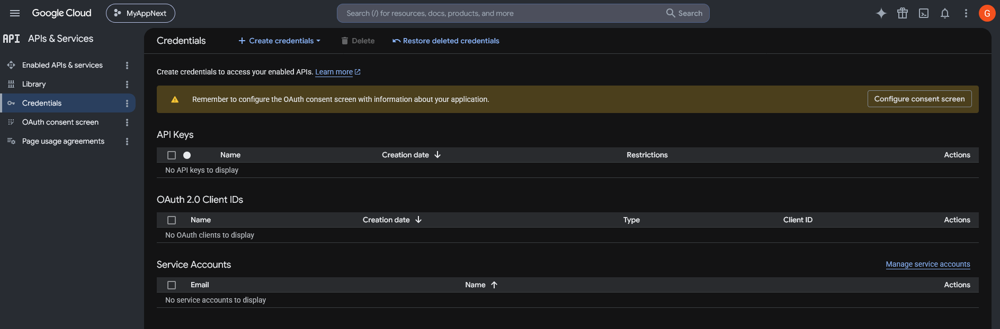 Google Cloud MyAppNext Search (/) for resources, docs, products, and more Search G
API APIs & Services
Enabled APIs & services
Library
Credentials
OAuth consent screen
Page usage agreements
Credentials Create credentials Delete Restore deleted credentials
Create credentials to access your enabled APIs. Learn more
Remember to configure the OAuth consent screen with information about your application. Configure consent screen
API Keys
Name Creation date Restrictions Actions
No API keys to display
OAuth 2.0 Client IDs
Name Creation date Type Client ID Actions
No OAuth clients to display
Service Accounts Manage service accounts
Email Name Actions
No service accounts to display